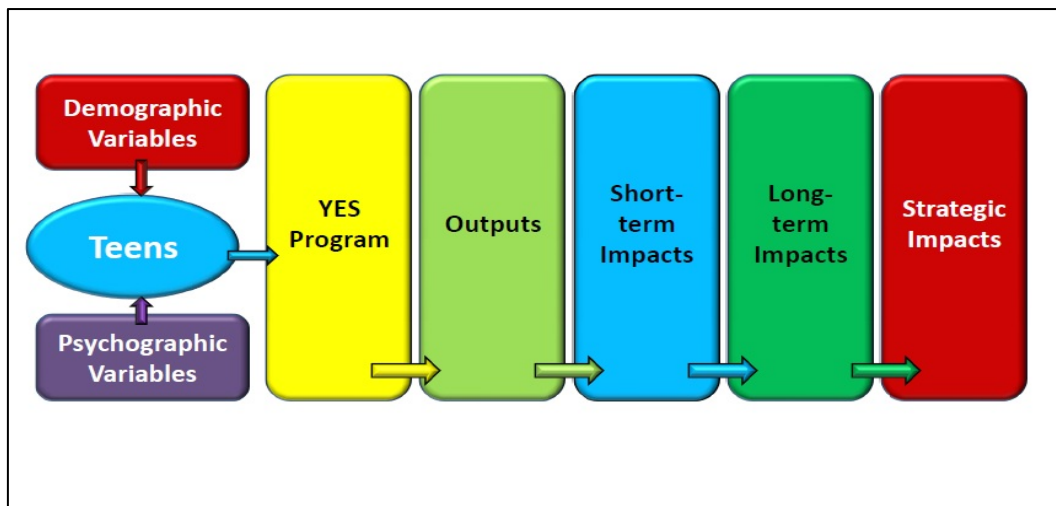 Demographic
Variables
Teens
Psychographic
Variables
YES
Program
Outputs
Short-
term
Impacts
Long-
term
Impacts
Strategic
Impacts